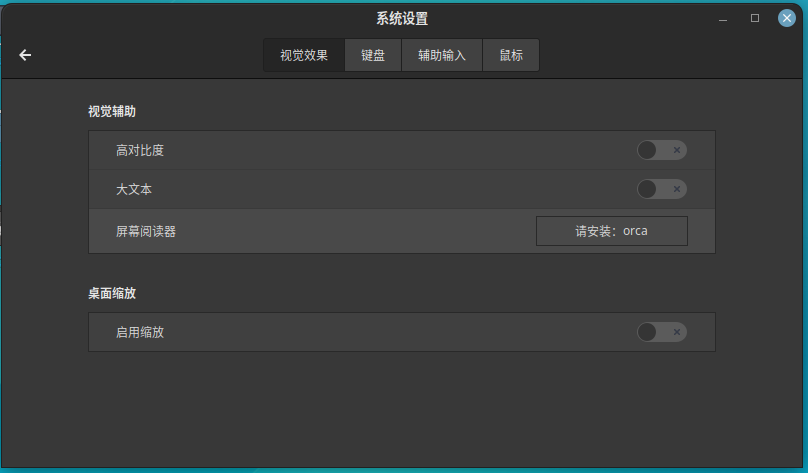 系统设置
视觉效果 键盘 辅助输入 鼠标
视觉辅助
高对比度
大文本
屏幕阅读器 请安装：orca
桌面缩放
启用缩放